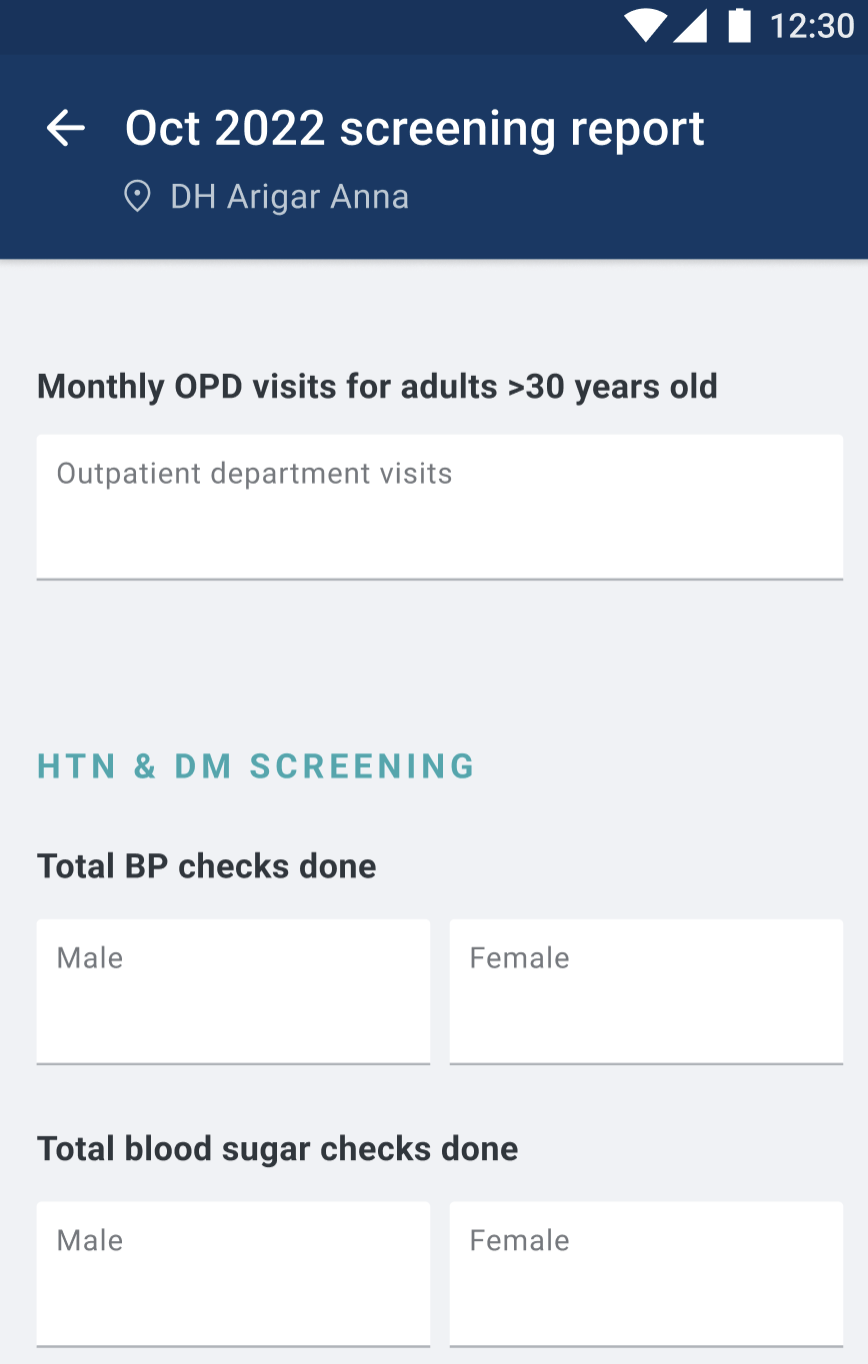 12:30
Oct 2022 screening report
DH Arigar Anna
Monthly OPD visits for adults >30 years old
Outpatient department visits
HTN & DM SCREENING
Total BP checks done
Male Female
Total blood sugar checks done
Male Female